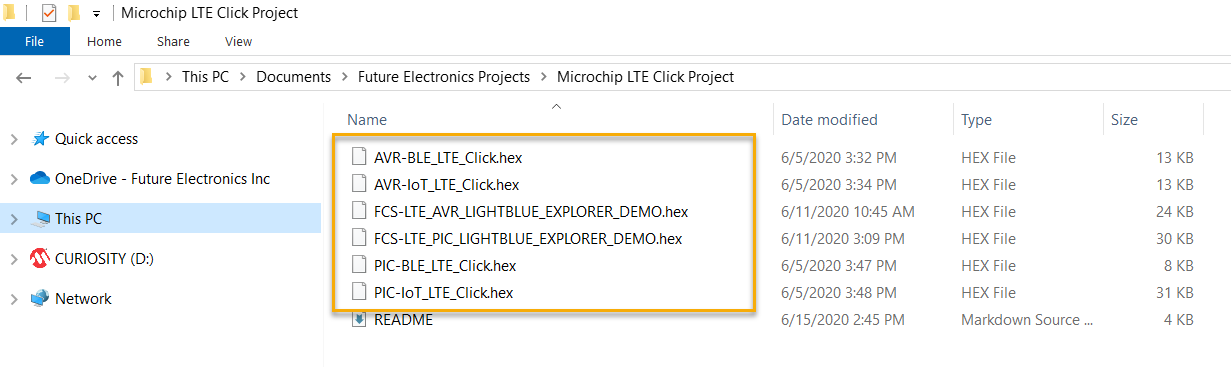 Microchip LTE Click Project
File Home Share View
This PC Documents Future Electronics Projects Microchip LTE Click Project
Name Date modified Type Size
Quick access
OneDrive - Future Electronics Inc
This PC
CURIOSITY (D:)
Network
AVR-BLE_LTE_Click.hex 6/5/2020 3:32 PM HEX File 13 KB
AVR-IoT_LTE_Click.hex 6/5/2020 3:34 PM HEX File 13 KB
FCS-LTE_AVR_LIGHTBLUE_EXPLORER_DEMO.hex 6/11/2020 10:45 AM HEX File 24 KB
FCS-LTE_PIC_LIGHTBLUE_EXPLORER_DEMO.hex 6/11/2020 3:09 PM HEX File 30 KB
PIC-BLE_LTE_Click.hex 6/5/2020 3:47 PM HEX File 8 KB
PIC-IoT_LTE_Click.hex 6/5/2020 3:48 PM HEX File 31 KB
README 6/15/2020 2:45 PM Markdown Source ... 4 KB